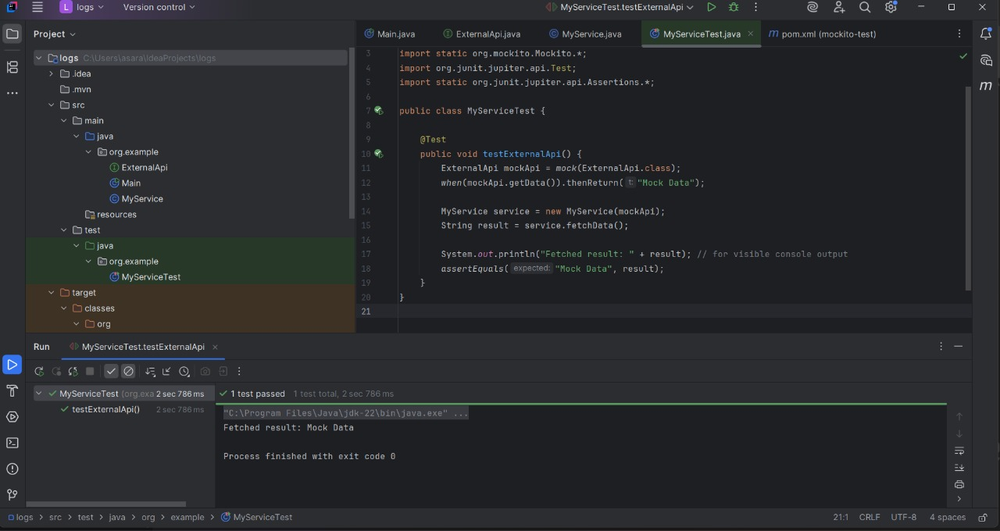 L logs Version control MyServiceTest.testExternalApi
Project
Main.java ExternalApi.java MyService.java MyServiceTest.java pom.xml (mockito-test)
logs C:\Users\asara\IdeaProjects\logs
.idea
.mvn
src
main
java
org.example
ExternalApi
Main
MyService
resources
test
java
org.example
MyServiceTest
target
classes
org
3 import static org.mockito.Mockito.*;
4 import org.junit.jupiter.api.Test;
5 import static org.junit.jupiter.api.Assertions.*;
6
7 public class MyServiceTest {
8
9 @Test
10 public void testExternalApi() {
11 ExternalApi mockApi = mock(ExternalApi.class);
12 when(mockApi.getData()).thenReturn( t: "Mock Data");
13
14 MyService service = new MyService(mockApi);
15 String result = service.fetchData();
16
17 System.out.println("Fetched result: " + result); // for visible console output
18 assertEquals( expected: "Mock Data", result);
19 }
20 }
21
m
Run MyServiceTest.testExternalApi
MyServiceTest (org.exa 2 sec 786 ms
testExternalApi() 2 sec 786 ms
1 test passed 1 test total, 2 sec 786 ms
"C:\Program Files\Java\jdk-22\bin\java.exe" ...
Fetched result: Mock Data
Process finished with exit code 0
logs > src > test > java > org > example > MyServiceTest 21:1 CRLF UTF-8 4 spaces